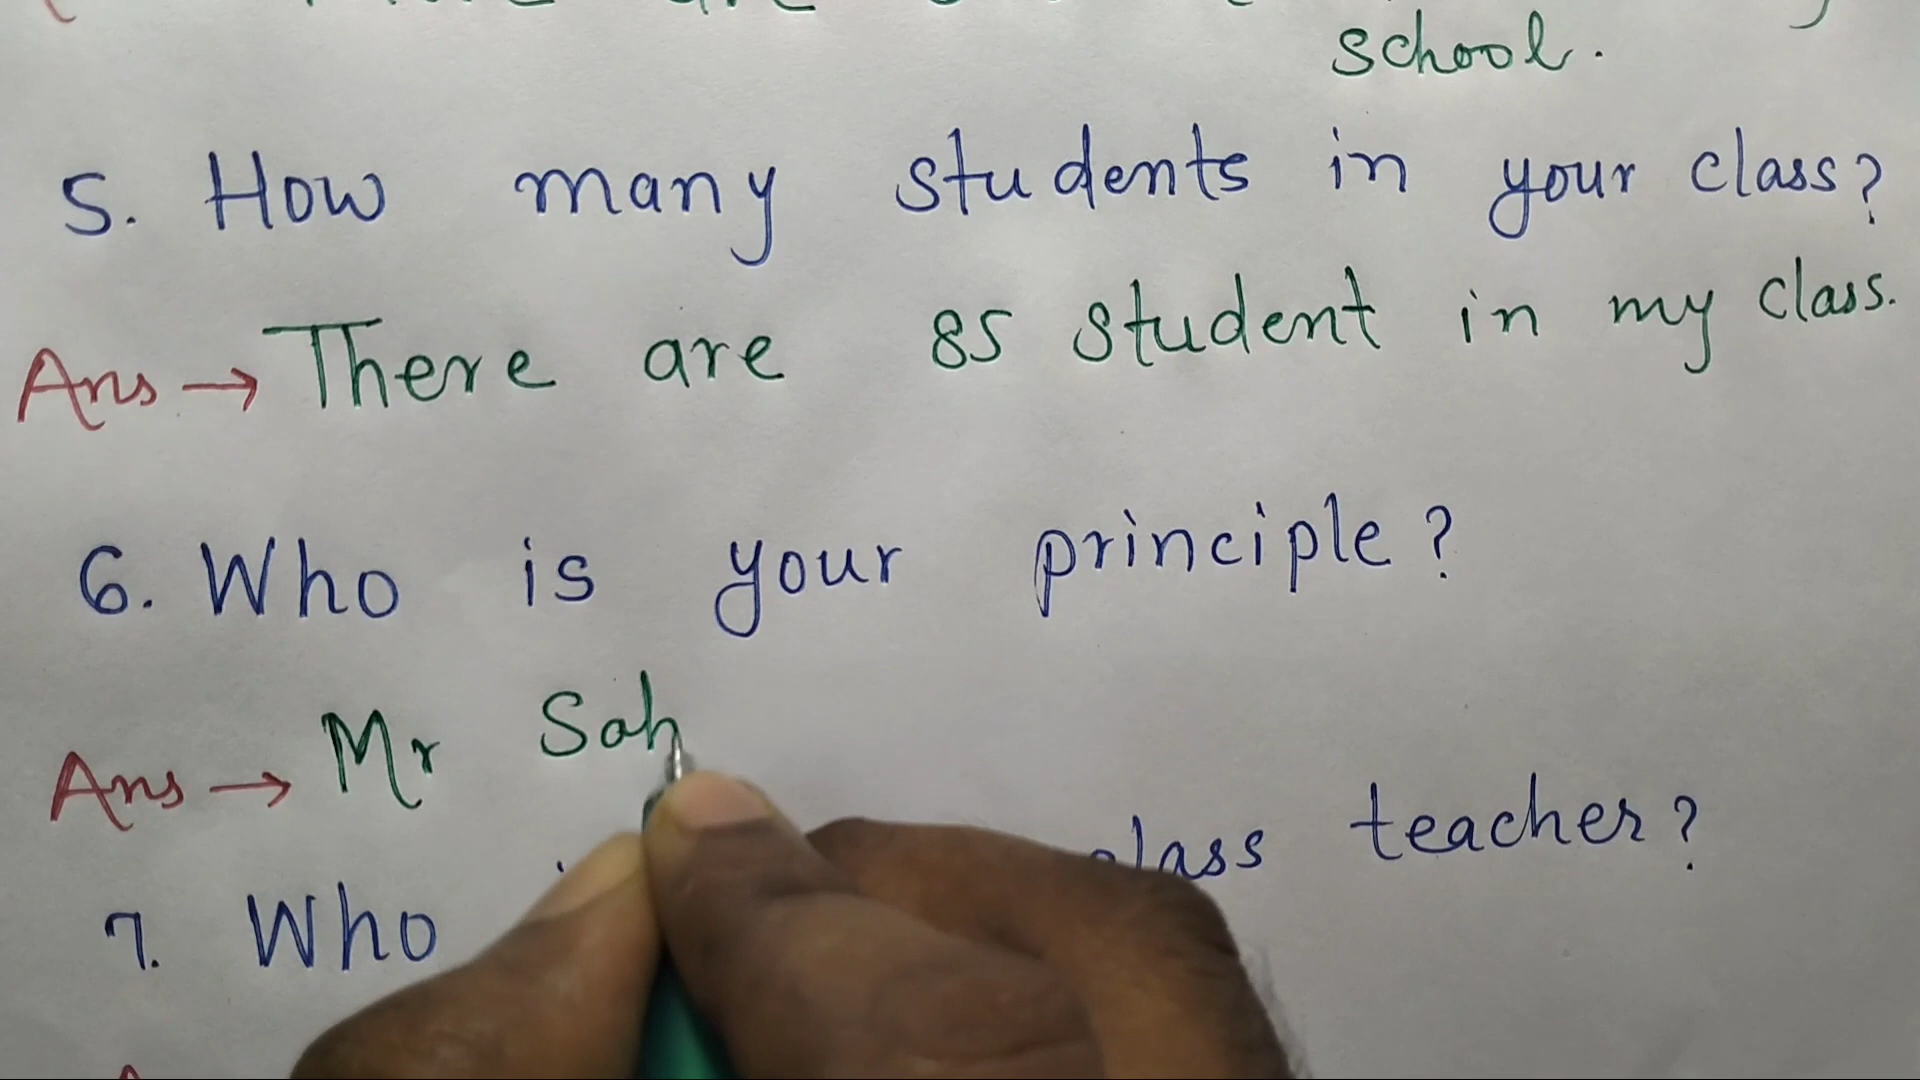 school.
5. How many students in your class?
Ans → There are 85 student in my class.
6. Who is your principle?
Ans → Mr Sah
7. Who class teacher?